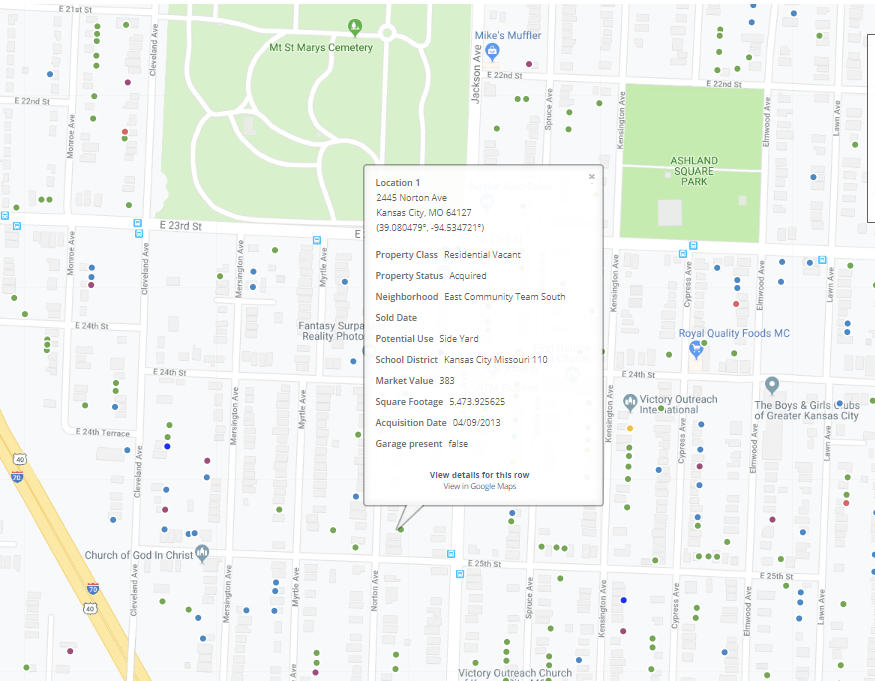 E 21st St
Cleveland Ave
Mt St Marys Cemetery
Mike's Muffler
Jackson Ave
E 22nd St
E 22nd St
E 22nd St
Monroe Ave
Spruce Ave
Kensington Ave
Elmwood Ave
Lawn Ave
ASHLAND
SQUARE
PARK
E 23rd St
E
Location 1
2445 Norton Ave
Kansas City, MO 64127
(39.080479°, -94.534721°)
Property Class Residential Vacant
Property Status Acquired
Neighborhood East Community Team South
Sold Date
Potential Use Side Yard
School District Kansas City Missouri 110
Market Value 383
Square Footage 5,473.925625
Acquisition Date 04/09/2013
Garage present false
View details for this row
View in Google Maps
Monroe Ave
Cleveland Ave
Mersington Ave
Myrtle Ave
Kensington Ave
Cypress Ave
Elmwood Ave
Lawn Ave
E 24th St
Fantasy Surpa
Reality Photo
Royal Quality Foods MC
E 24th St
E 24th St
Mersington Ave
Myrtle Ave
Kensington Ave
Victory Outreach
International
The Boys & Girls Clubs
of Greater Kansas City
E 24th Terrace
Cleveland Ave
Cypress Ave
Elmwood Ave
Lawn Ave
40
70
Church of God In Christ
E 25th St
E 25th St
70
40
Cleveland Ave
Mersington Ave
Myrtle Ave
Norton Ave
Spruce Ave
Kensington Ave
Cypress Ave
Elmwood Ave
Lawn Ave
Myrtle Ave
Victory Outreach Church